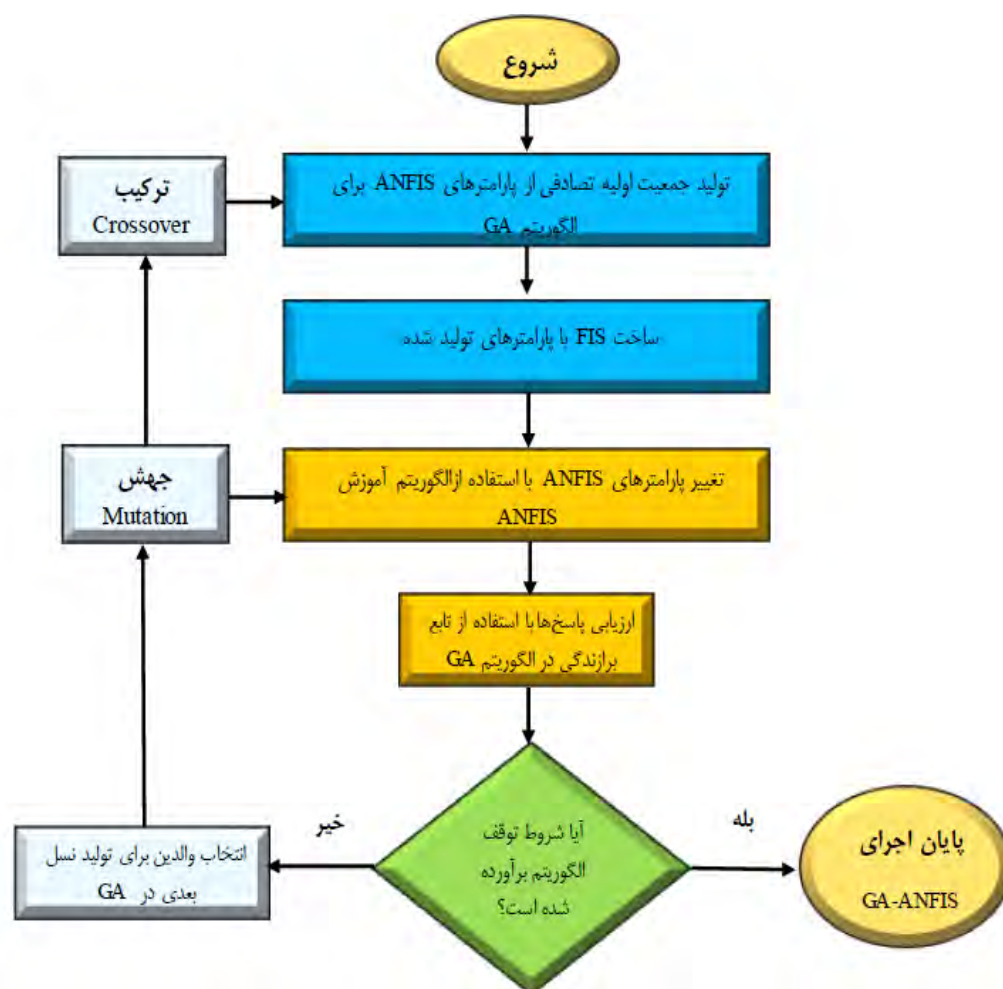 شروع
تولید جمعیت اولیه تصادفی از پارامترهای ANFIS برای
الگوریتم GA
ترکیب
Crossover
ساخت FIS با پارامترهای تولید شده
تغییر پارامترهای ANFIS با استفاده ازالگوریتم آموزش
ANFIS
جهش
Mutation
ارزیابی پاسخ‌ها با استفاده از تابع
برازندگی در الگوریتم GA
آیا شروط توقف
الگوریتم برآورده
شده است؟
خیر
بله
انتخاب والدین برای تولید نسل
بعدی در GA
پایان اجرای
GA-ANFIS